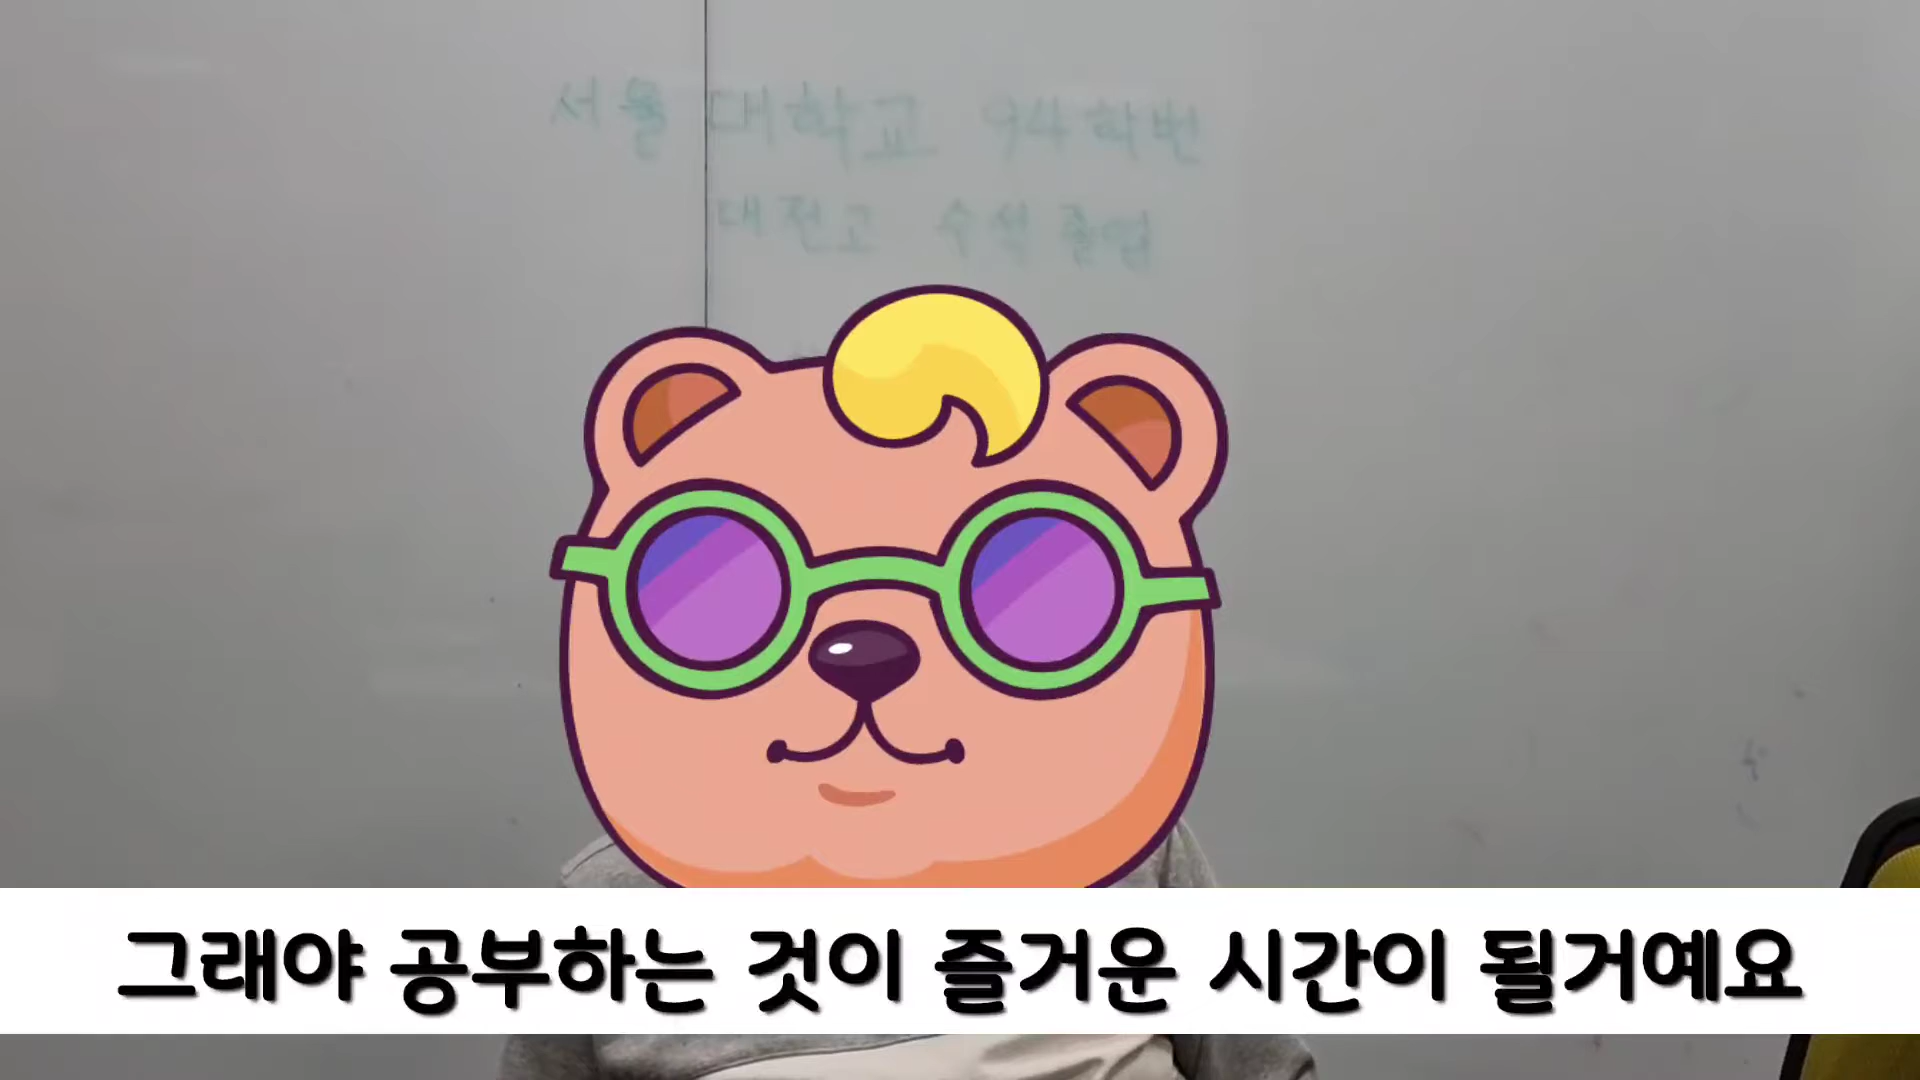 서울대학교 94학번
대전고 수석 졸업
그래야 공부하는 것이 즐거운 시간이 될거예요